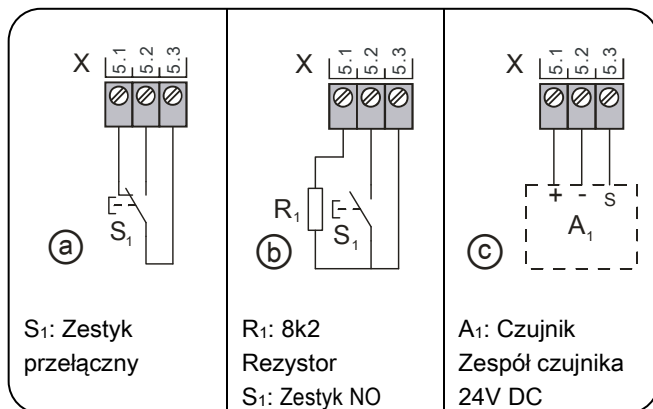 X 5.1 5.2 5.3
S1
a
S1: Zestyk
przełączny
X 5.1 5.2 5.3
R1
S1
b
R1: 8k2
Rezystor
S1: Zestyk NO
X 5.1 5.2 5.3
+ - S
A1
c
A1: Czujnik
Zespół czujnika
24V DC